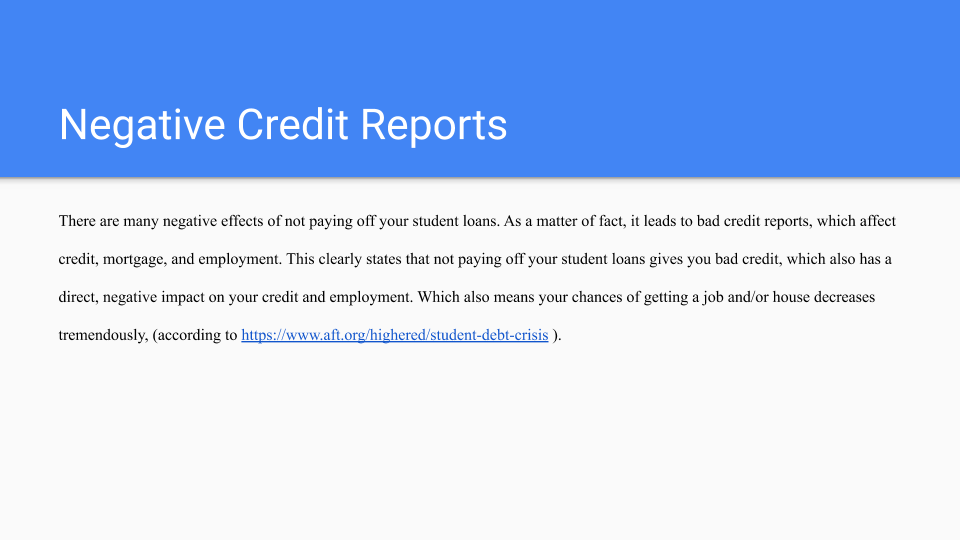 Negative Credit Reports
There are many negative effects of not paying off your student loans. As a matter of fact, it leads to bad credit reports, which affect
credit, mortgage, and employment. This clearly states that not paying off your student loans gives you bad credit, which also has a
direct, negative impact on your credit and employment. Which also means your chances of getting a job and/or house decreases
tremendously, (according to https://www.aft.org/highered/student-debt-crisis ).